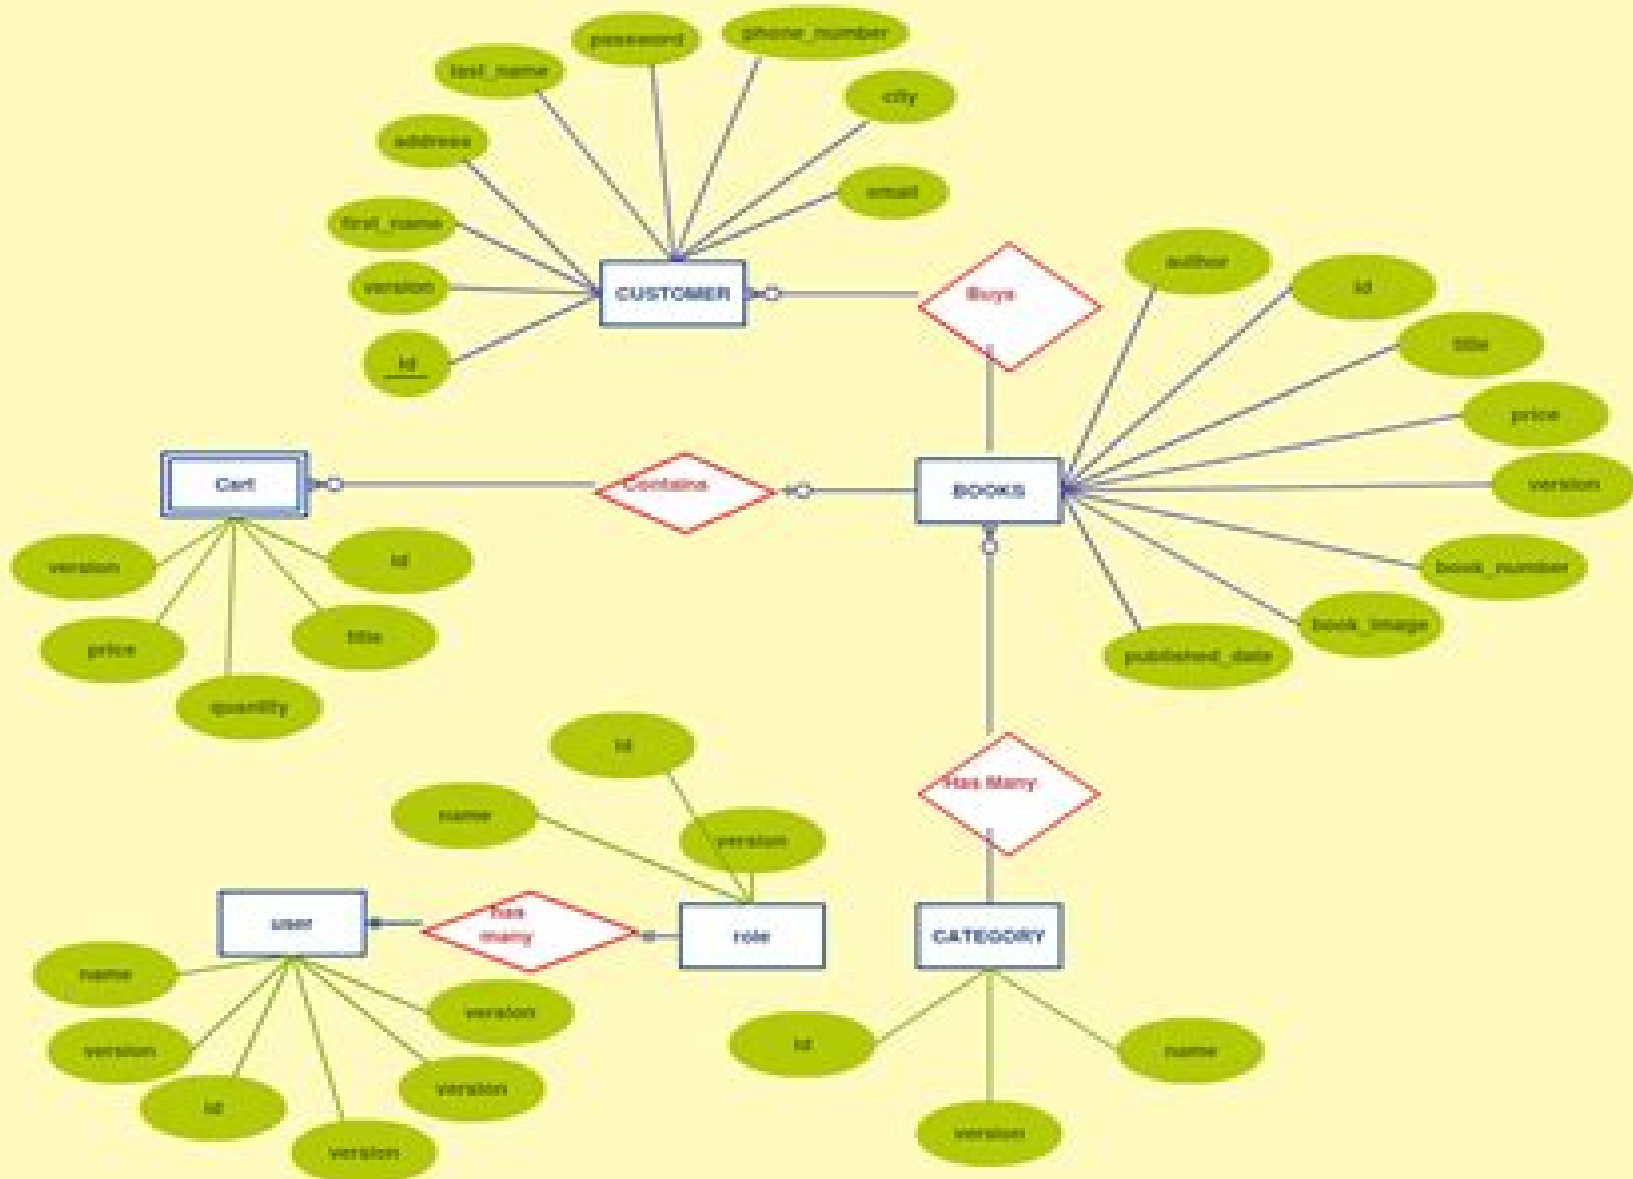 password
phone_number
last_name
city
address
email
first_name
version
CUSTOMER
Buys
id
author
id
title
price
version
book_number
book_image
published_date
Cart
Contains
BOOKS
version
id
price
title
quantity
id
name
version
Has Many
user
has
many
role
CATEGORY
name
version
version
version
id
version
id
name
version